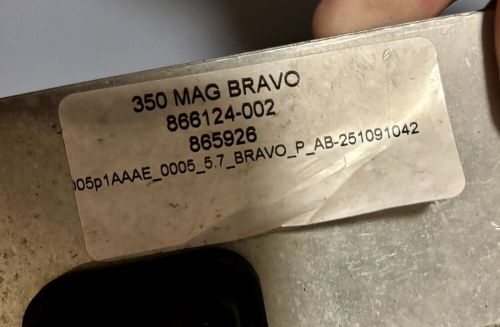 350 MAG BRAVO
866124-002
865926
005p1AAAE_0005_5.7_BRAVO_P_AB-251091042